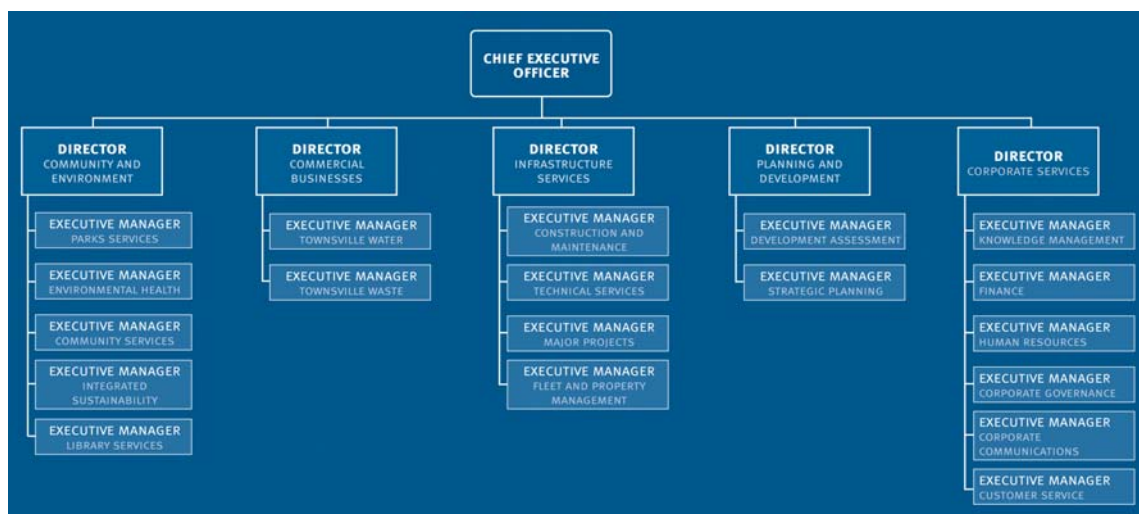 CHIEF EXECUTIVE
OFFICER
DIRECTOR
COMMUNITY AND
ENVIRONMENT
EXECUTIVE MANAGER
PARKS SERVICES
EXECUTIVE MANAGER
ENVIRONMENTAL HEALTH
EXECUTIVE MANAGER
COMMUNITY SERVICES
EXECUTIVE MANAGER
INTEGRATED
SUSTAINABILITY
EXECUTIVE MANAGER
LIBRARY SERVICES
DIRECTOR
COMMERCIAL
BUSINESSES
EXECUTIVE MANAGER
TOWNSVILLE WATER
EXECUTIVE MANAGER
TOWNSVILLE WASTE
DIRECTOR
INFRASTRUCTURE
SERVICES
EXECUTIVE MANAGER
CONSTRUCTION AND
MAINTENANCE
EXECUTIVE MANAGER
TECHNICAL SERVICES
EXECUTIVE MANAGER
MAJOR PROJECTS
EXECUTIVE MANAGER
FLEET AND PROPERTY
MANAGEMENT
DIRECTOR
PLANNING AND
DEVELOPMENT
EXECUTIVE MANAGER
DEVELOPMENT ASSESSMENT
EXECUTIVE MANAGER
STRATEGIC PLANNING
DIRECTOR
CORPORATE SERVICES
EXECUTIVE MANAGER
KNOWLEDGE MANAGEMENT
EXECUTIVE MANAGER
FINANCE
EXECUTIVE MANAGER
HUMAN RESOURCES
EXECUTIVE MANAGER
CORPORATE GOVERNANCE
EXECUTIVE MANAGER
CORPORATE
COMMUNICATIONS
EXECUTIVE MANAGER
CUSTOMER SERVICE